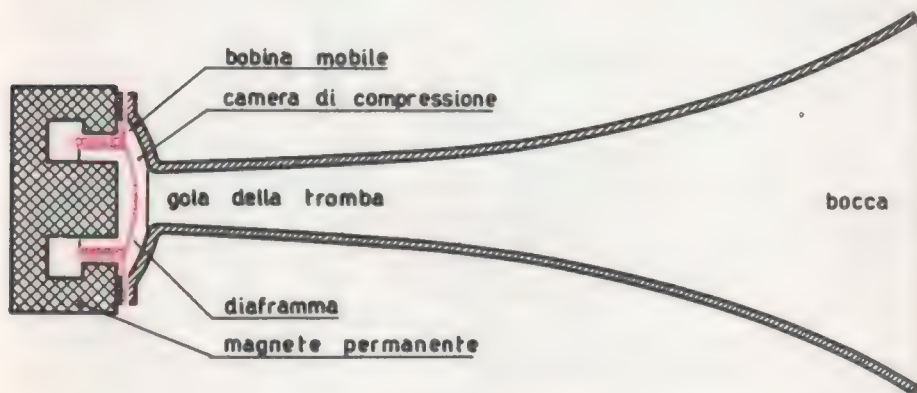 bobina mobile
camera di compressione
gola della tromba
bocca
diaframma
magnete permanente